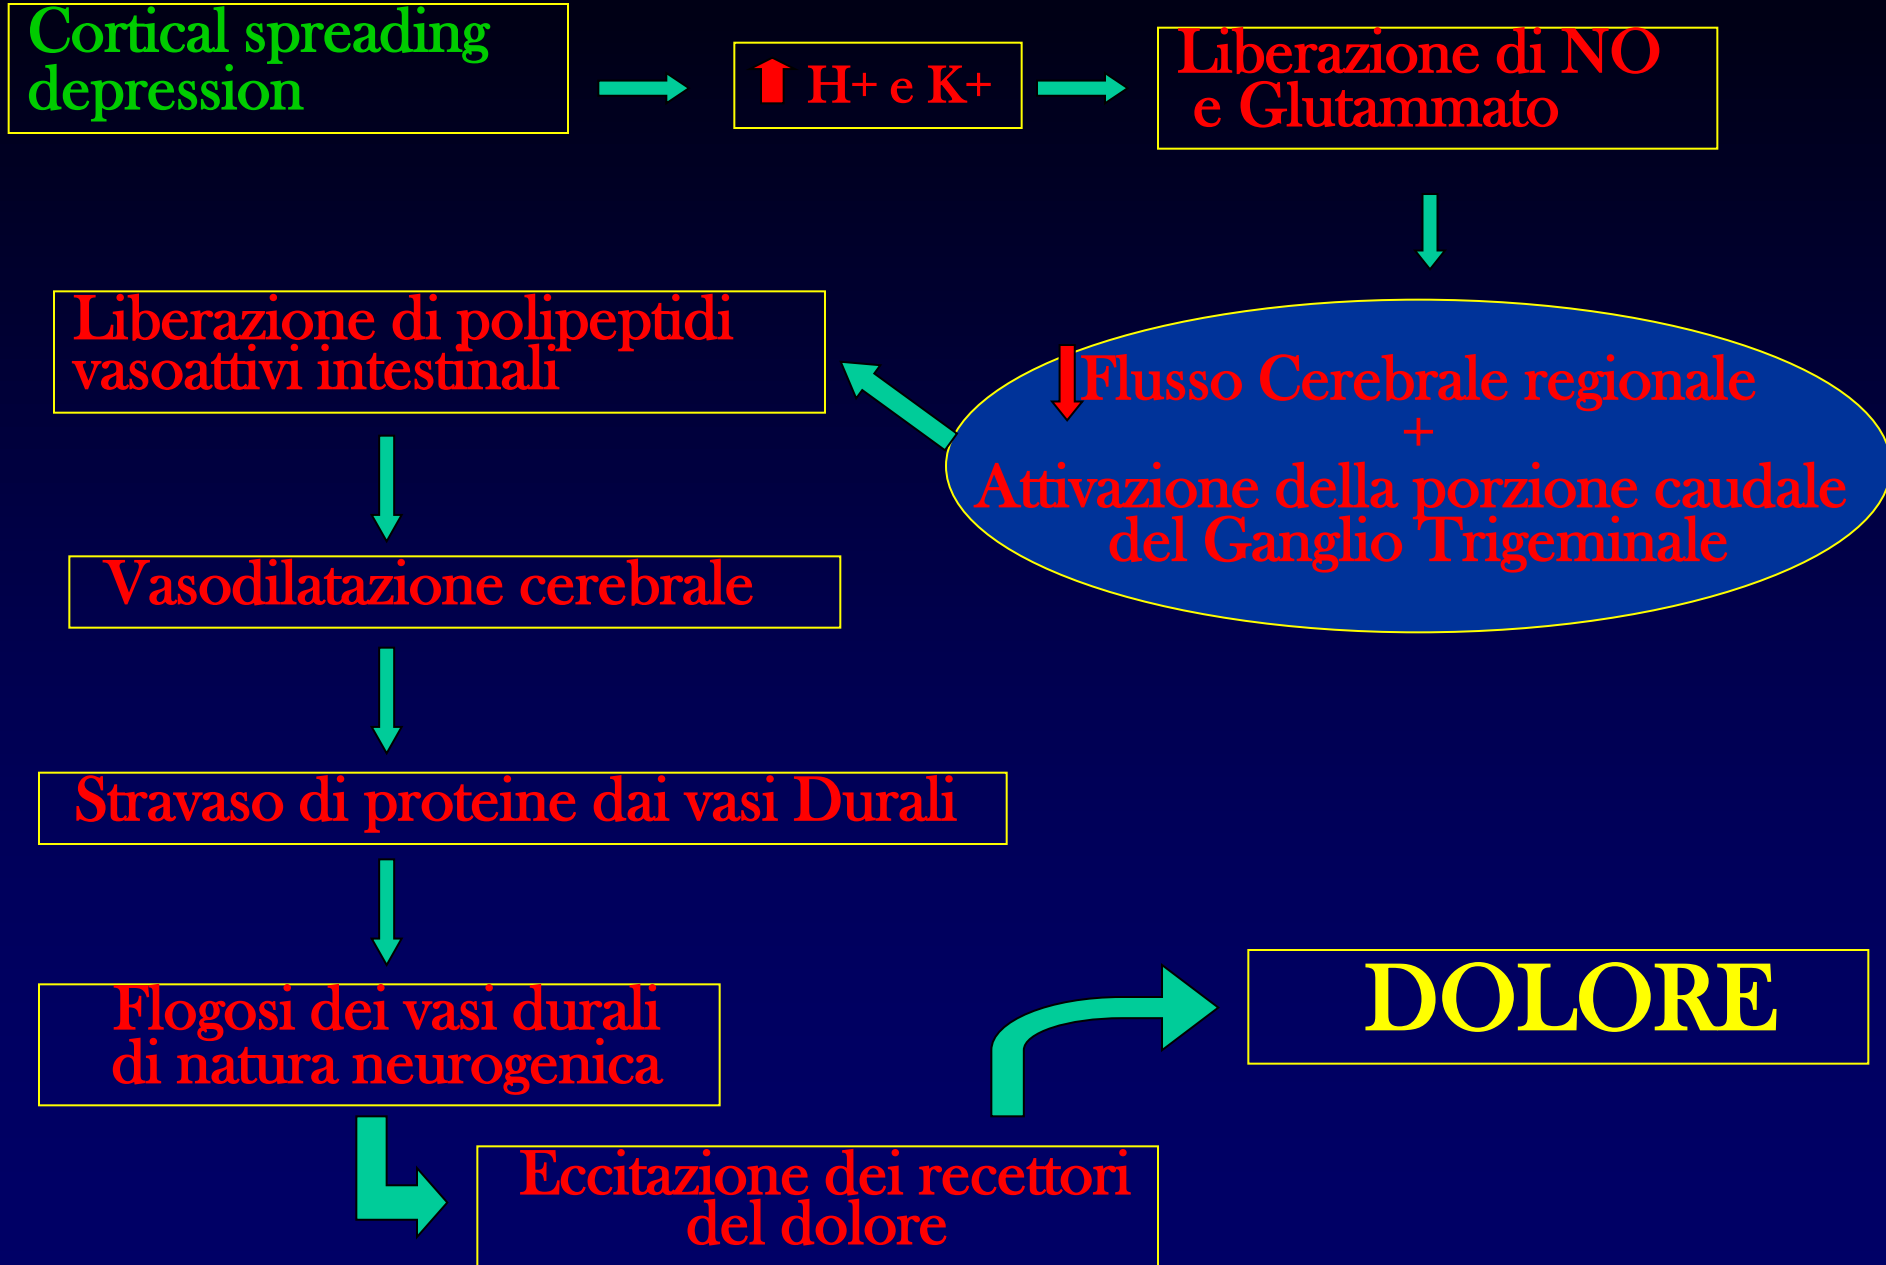 Cortical spreading
depression
H+ e K+
Liberazione di NO
e Glutammato
Flusso Cerebrale regionale
+
Attivazione della porzione caudale
del Ganglio Trigeminale
Liberazione di polipeptidi
vasoattivi intestinali
Vasodilatazione cerebrale
Stravaso di proteine dai vasi Durali
Flogosi dei vasi durali
di natura neurogenica
Eccitazione dei recettori
del dolore
DOLORE